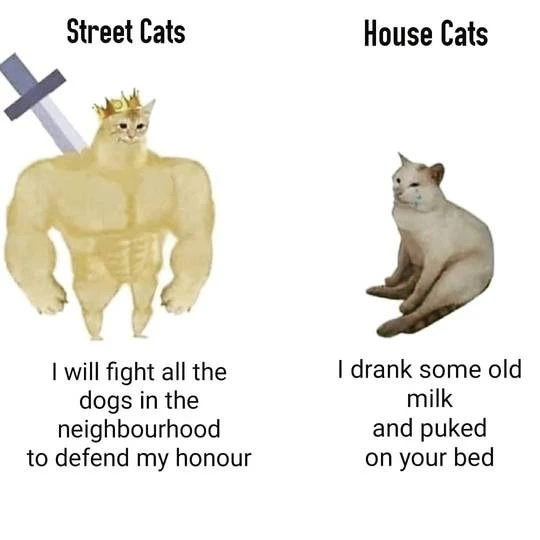 Street Cats
House Cats
I will fight all the
dogs in the
neighbourhood
to defend my honour
I drank some old
milk
and puked
on your bed